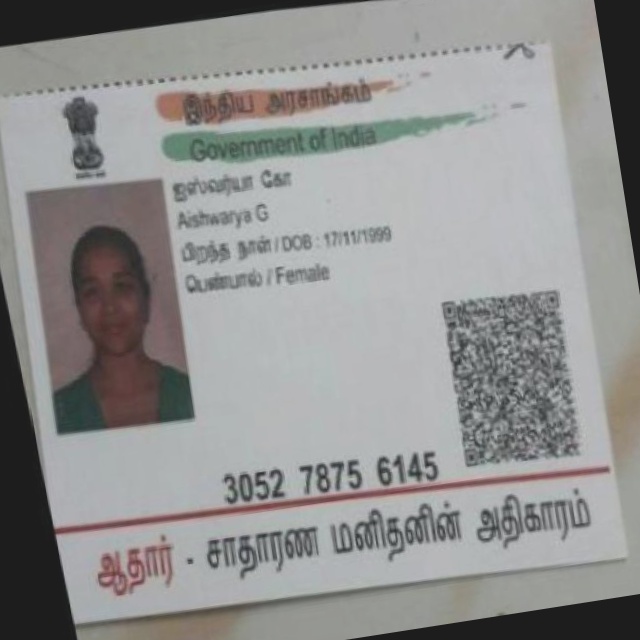 இந்திய அரசாங்கம்
Government of India
ஐஸ்வர்யா கோ
Aishwarya G
பிறந்த நாள் / DOB : 17/11/1999
பெண்பால் / Female
3052 7875 6145
ஆதார் - சாதாரண மனிதனின் அதிகாரம்